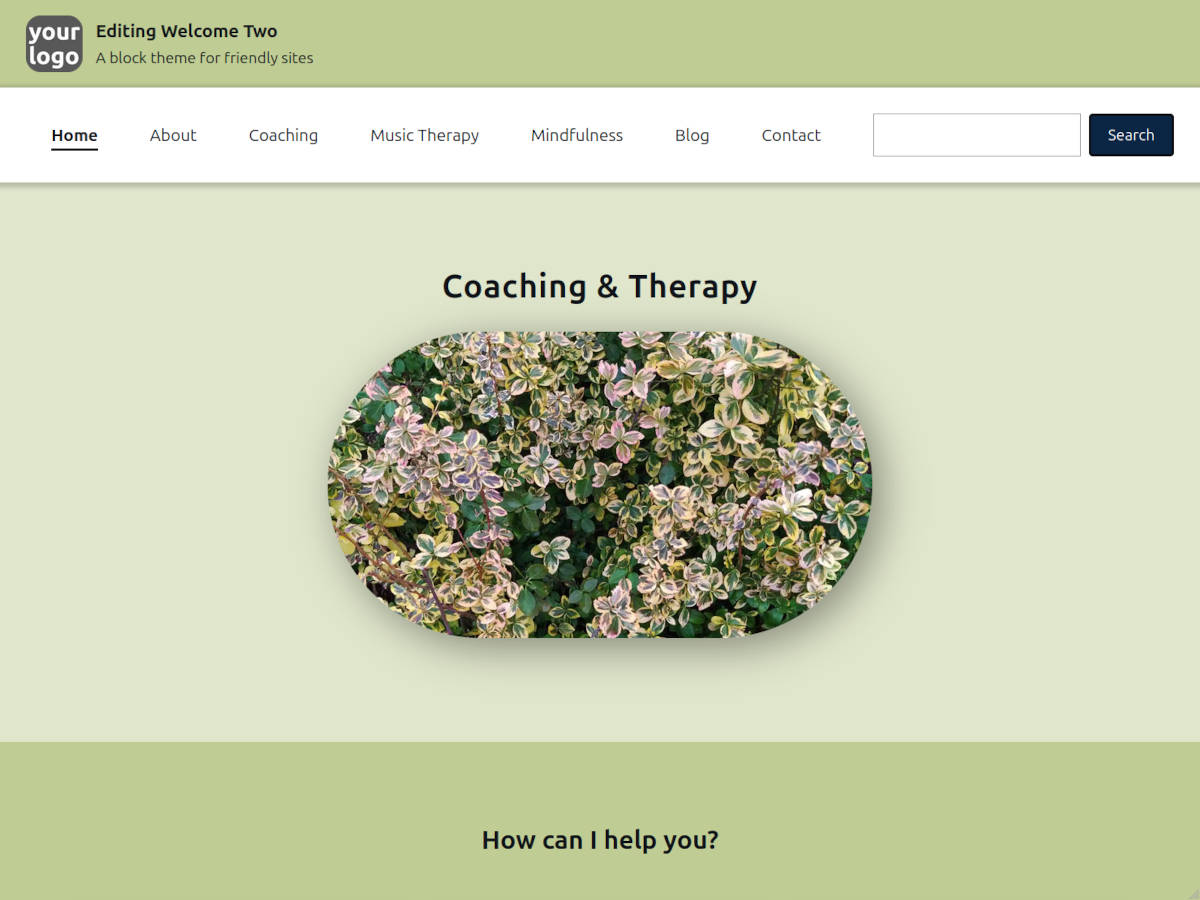 your
logo
Editing Welcome Two
A block theme for friendly sites
Home About Coaching Music Therapy Mindfulness Blog Contact Search
Coaching & Therapy
How can I help you?